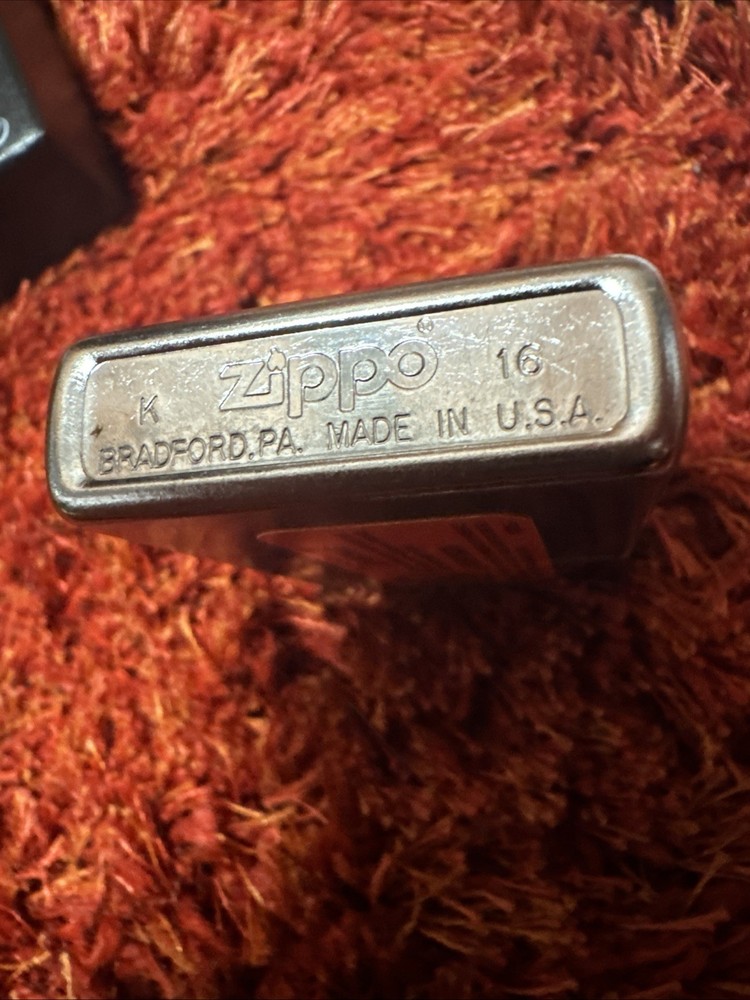 K zippo® 16
BRADFORD,PA. MADE IN U.S.A.